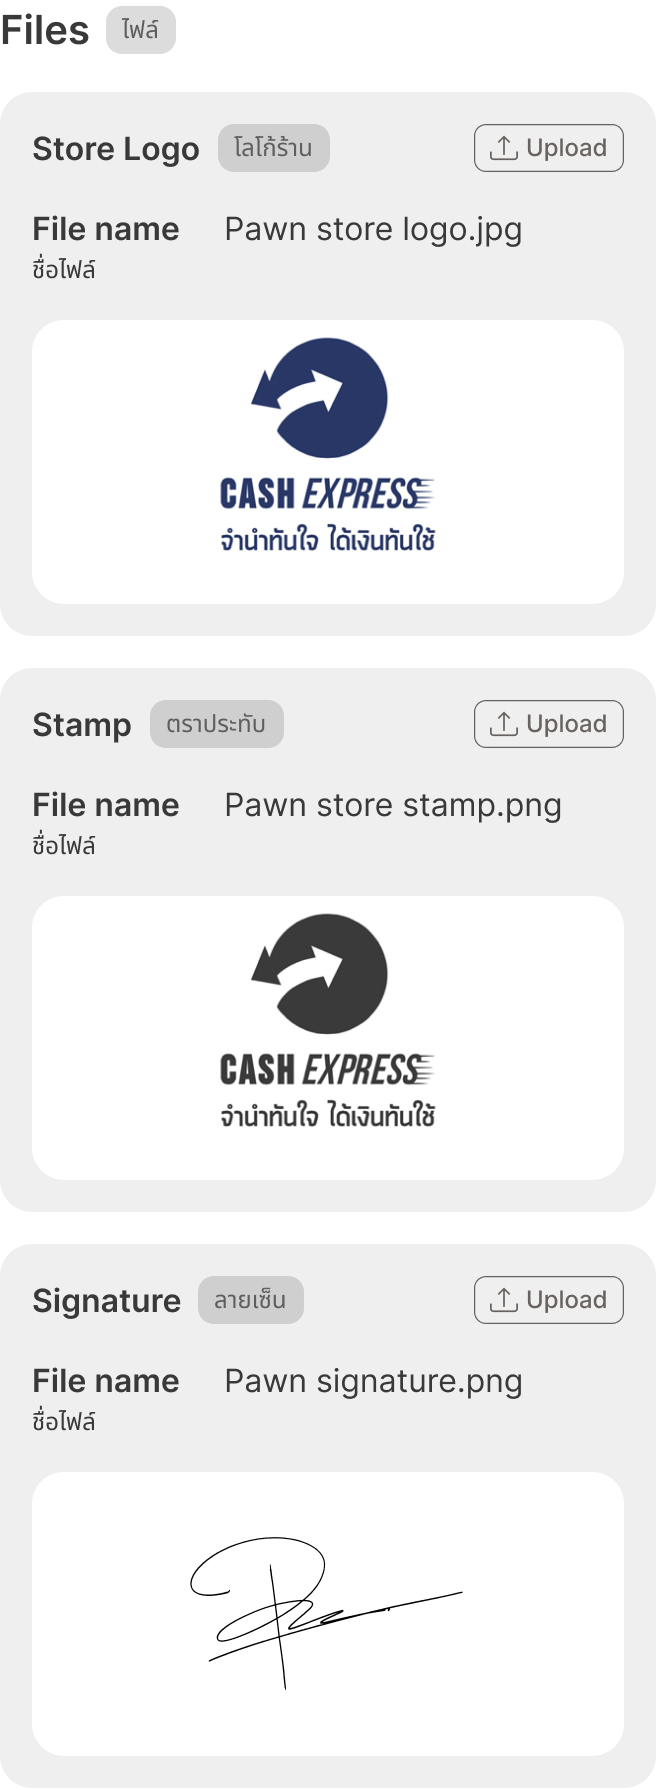 Files ไฟล์
Store Logo โลโก้ร้าน Upload
File name Pawn store logo.jpg
ชื่อไฟล์
CASH EXPRESS
จำนำทันใจ ได้เงินทันใช้
Stamp ตราประทับ Upload
File name Pawn store stamp.png
ชื่อไฟล์
CASH EXPRESS
จำนำทันใจ ได้เงินทันใช้
Signature ลายเซ็น Upload
File name Pawn signature.png
ชื่อไฟล์